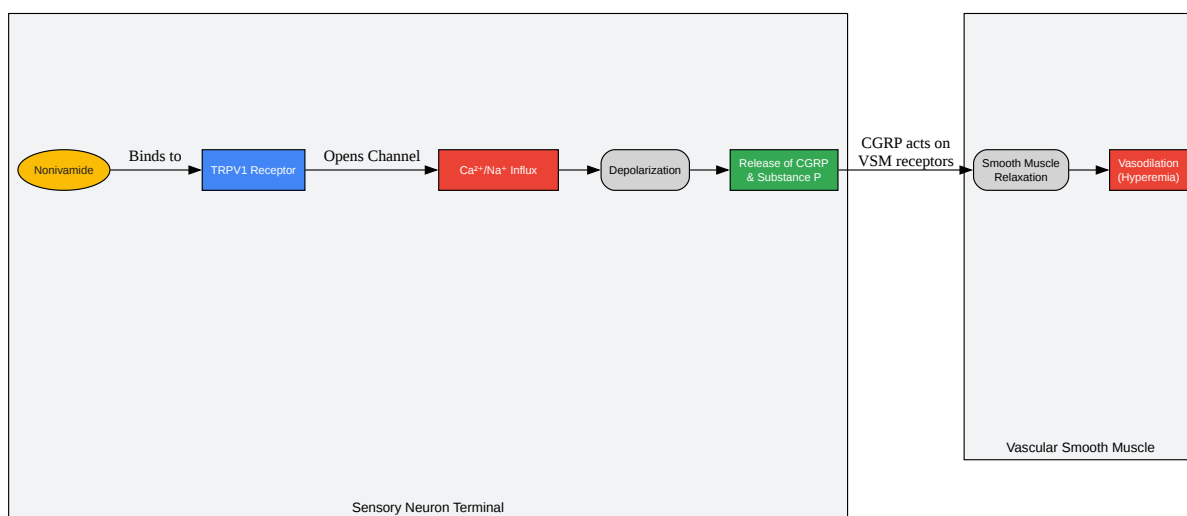 Nonivamide
Binds to
TRPV1 Receptor
Opens Channel
Ca²⁺/Na⁺ Influx
Depolarization
Release of CGRP
& Substance P
CGRP acts on
VSM receptors
Smooth Muscle
Relaxation
Vasodilation
(Hyperemia)
Vascular Smooth Muscle
Sensory Neuron Terminal